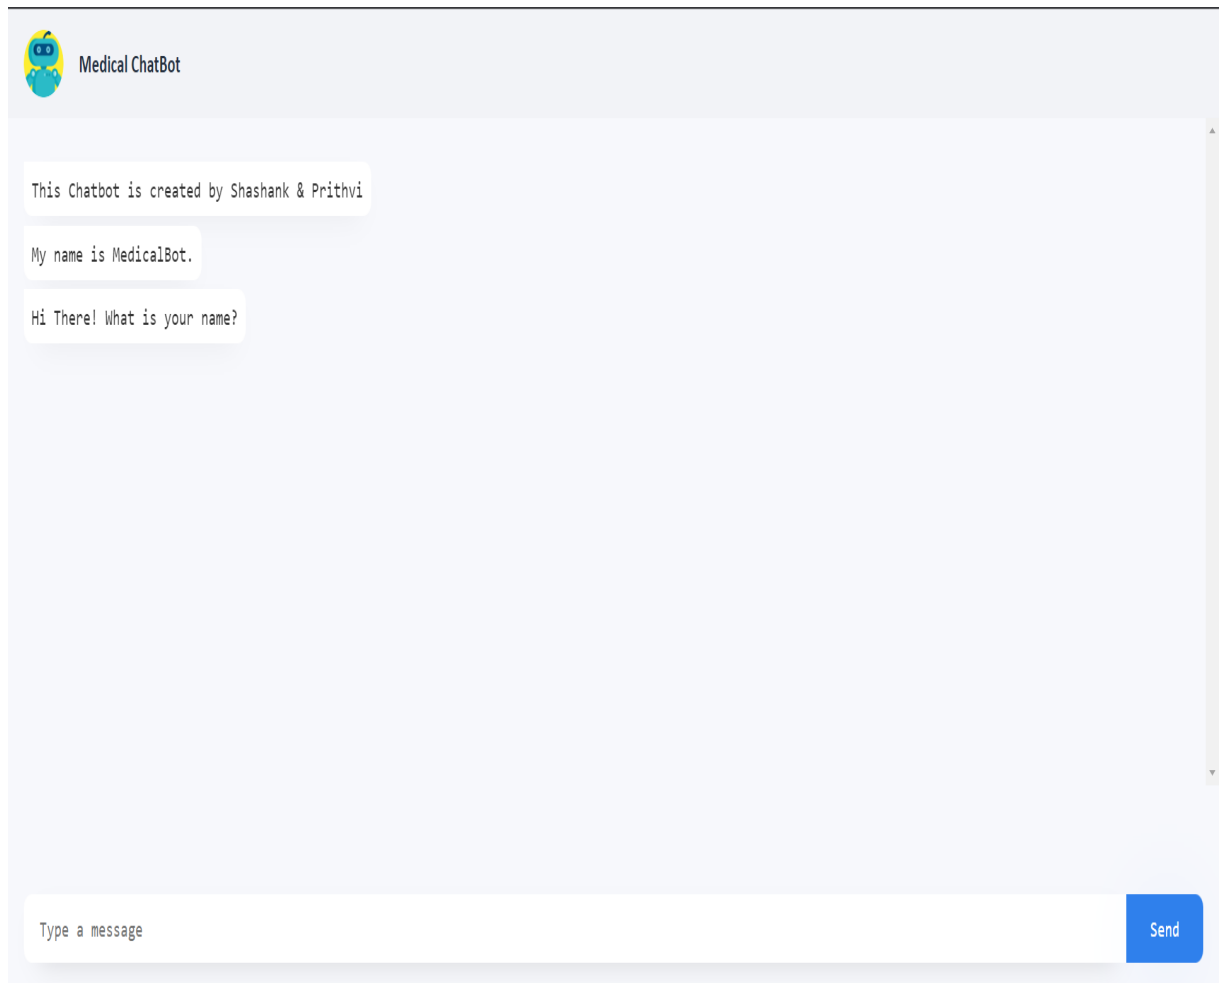 Medical ChatBot
This Chatbot is created by Shashank & Prithvi
My name is MedicalBot.
Hi There! What is your name?
Type a message
Send